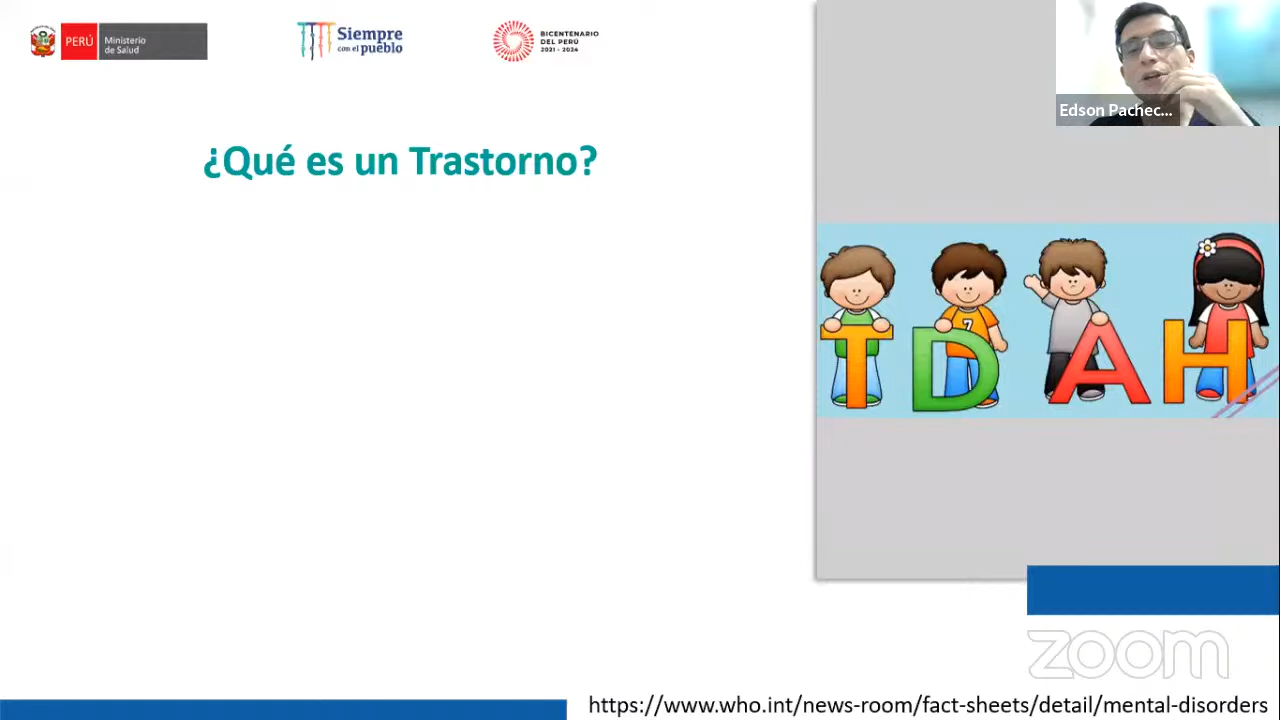 PERÚ
Ministerio
de Salud
Siempre
con el pueblo
BICENTENARIO
DEL PERÚ
2021 - 2024
Edson Pachec...
¿Qué es un Trastorno?
7
T D A H
zoom
https://www.who.int/news-room/fact-sheets/detail/mental-disorders